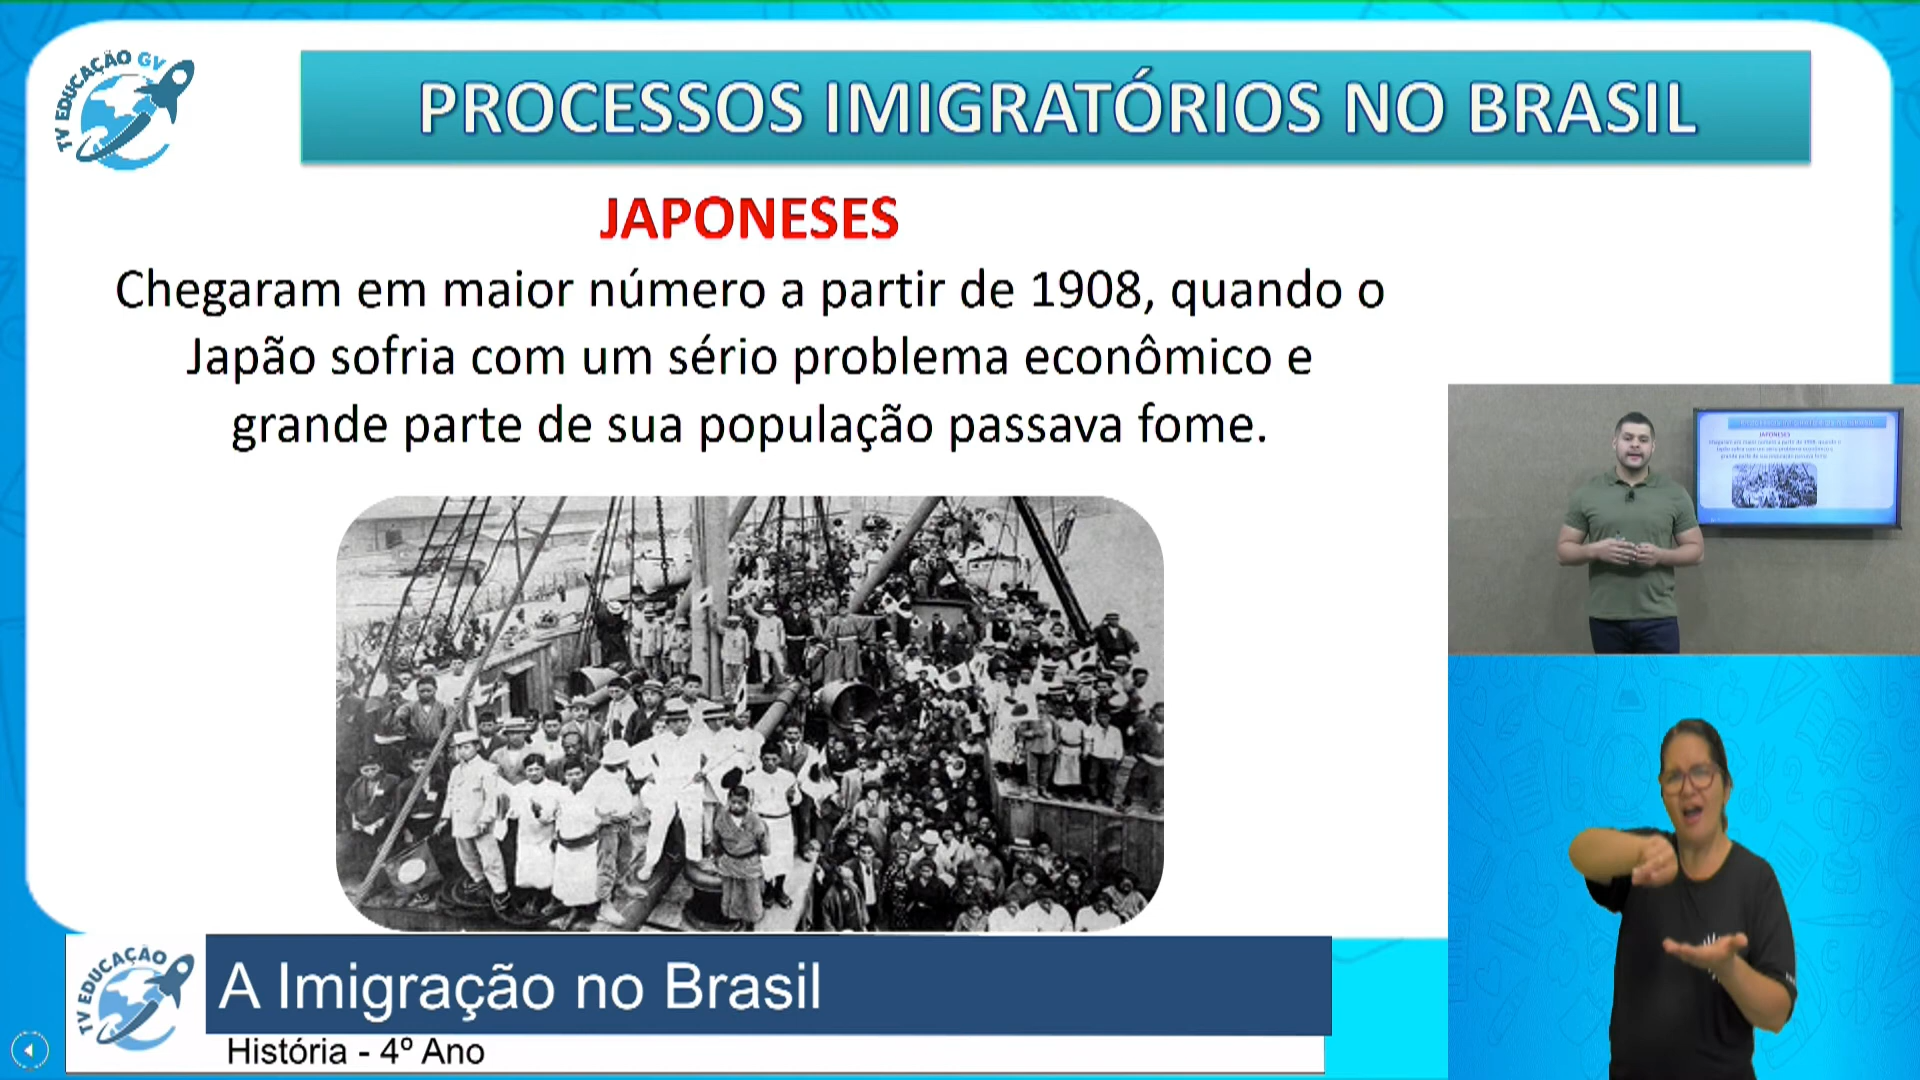 TV EDUCAÇÃO GV
PROCESSOS IMIGRATÓRIOS NO BRASIL
JAPONESES
Chegaram em maior número a partir de 1908, quando o
Japão sofria com um sério problema econômico e
grande parte de sua população passava fome.
JAPONESES
TV EDUCAÇÃO
A Imigração no Brasil
História - 4º Ano